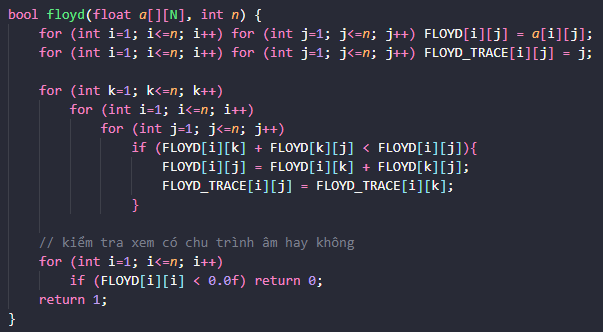 bool floyd(float a[][N], int n) {
    for (int i=1; i<=n; i++) for (int j=1; j<=n; j++) FLOYD[i][j] = a[i][j];
    for (int i=1; i<=n; i++) for (int j=1; j<=n; j++) FLOYD_TRACE[i][j] = j;

    for (int k=1; k<=n; k++)
        for (int i=1; i<=n; i++)
            for (int j=1; j<=n; j++)
                if (FLOYD[i][k] + FLOYD[k][j] < FLOYD[i][j]){
                    FLOYD[i][j] = FLOYD[i][k] + FLOYD[k][j];
                    FLOYD_TRACE[i][j] = FLOYD_TRACE[i][k];
                }

    // kiểm tra xem có chu trình âm hay không
    for (int i=1; i<=n; i++)
        if (FLOYD[i][i] < 0.0f) return 0;
    return 1;
}